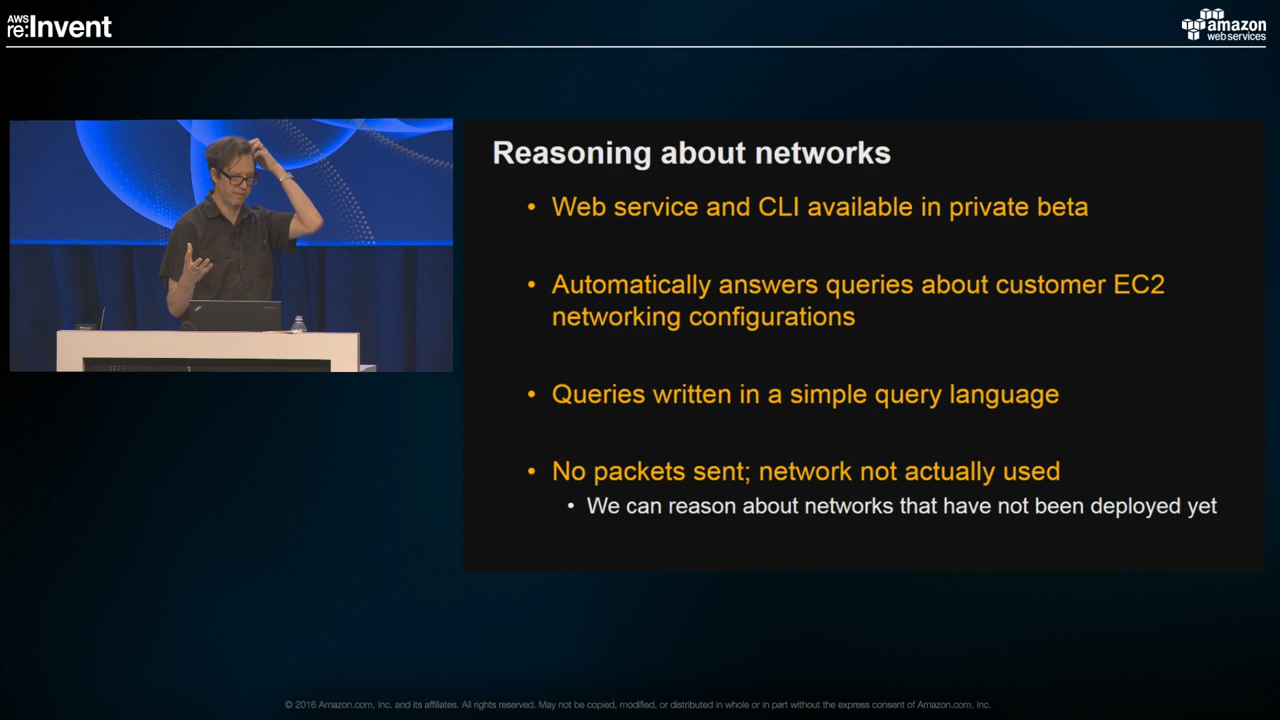 AWS
re:Invent
amazon
web services
Reasoning about networks
• Web service and CLI available in private beta
• Automatically answers queries about customer EC2
networking configurations
• Queries written in a simple query language
• No packets sent; network not actually used
• We can reason about networks that have not been deployed yet
© 2016 Amazon.com, Inc. and its affiliates. All rights reserved. May not be copied, modified, or distributed in whole or in part without the express consent of Amazon.com, Inc.